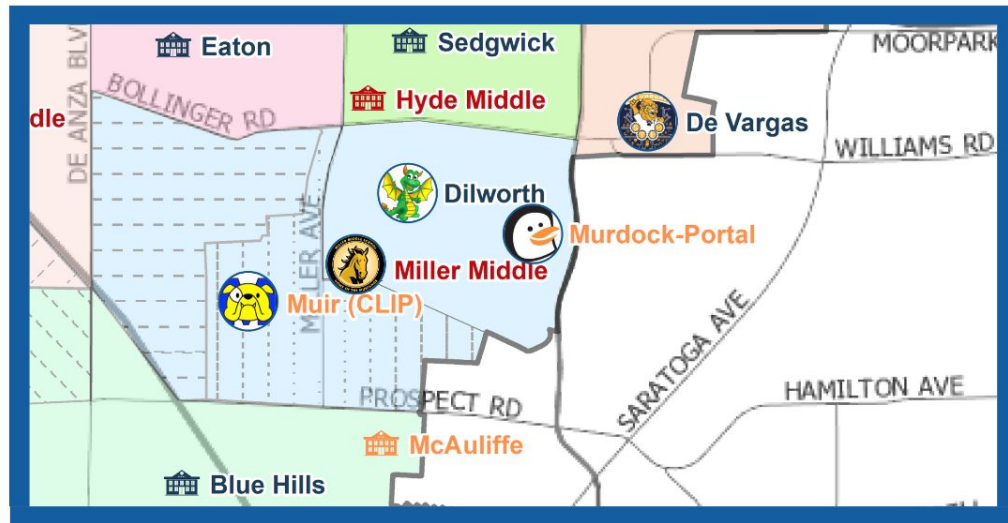 Eaton
Sedgwick
MOORPARK
DE ANZA BLV
BOLLINGER RD
Hyde Middle
dle
De Vargas
WILLIAMS RD
Dilworth
MILLER AVE
Murdock-Portal
Miller Middle
Muir (CLIP)
SARATOGA AVE
PROSPECT RD
HAMILTON AVE
McAuliffe
Blue Hills